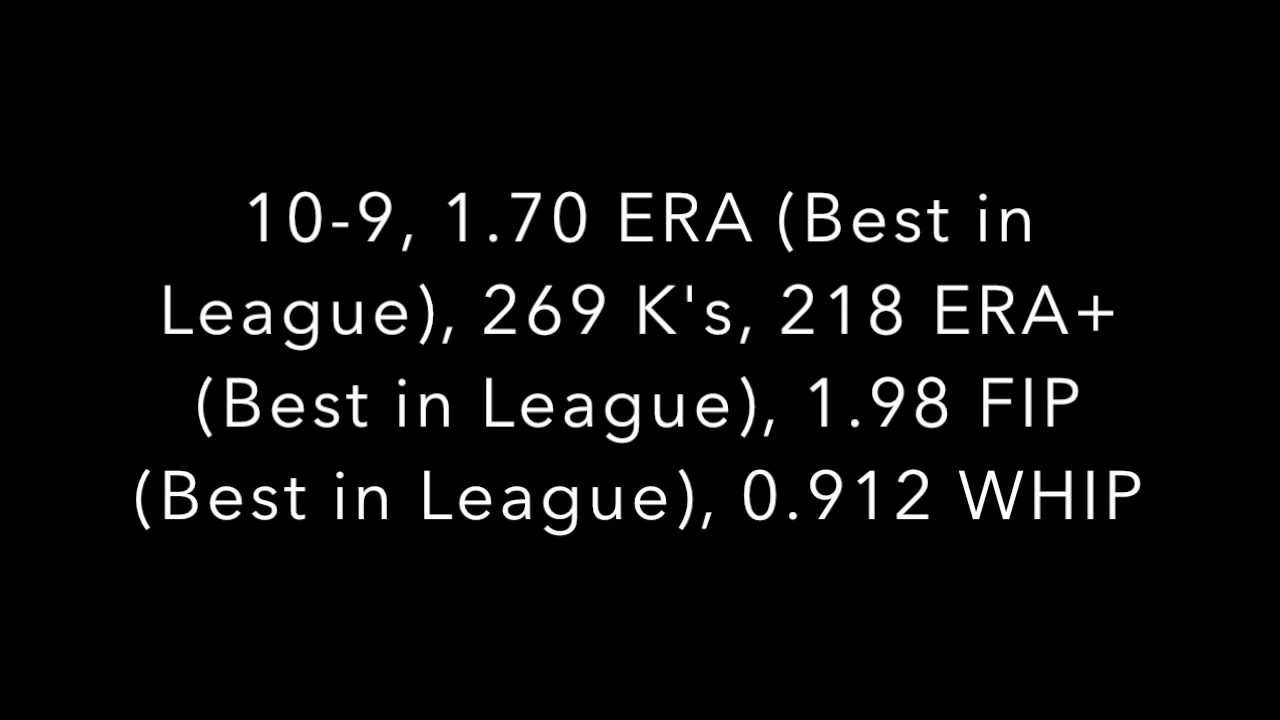 10-9, 1.70 ERA (Best in
League), 269 K's, 218 ERA+
(Best in League), 1.98 FIP
(Best in League), 0.912 WHIP